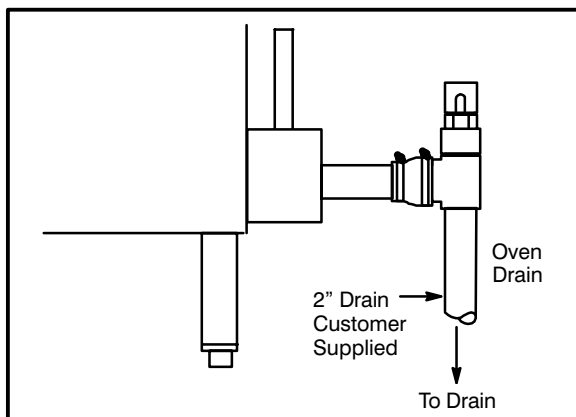 Oven
Drain
2” Drain
Customer
Supplied
To Drain